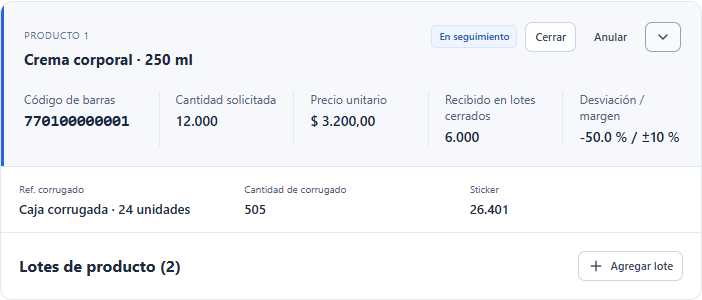 PRODUCTO 1
Crema corporal · 250 ml
En seguimiento
Cerrar
Anular
Código de barras
770100000001
Cantidad solicitada
12.000
Precio unitario
$ 3.200,00
Recibido en lotes
cerrados
6.000
Desviación /
margen
-50.0 % / ±10 %
Ref. corrugado
Caja corrugada · 24 unidades
Cantidad de corrugado
505
Sticker
26.401
Lotes de producto (2)
+ Agregar lote